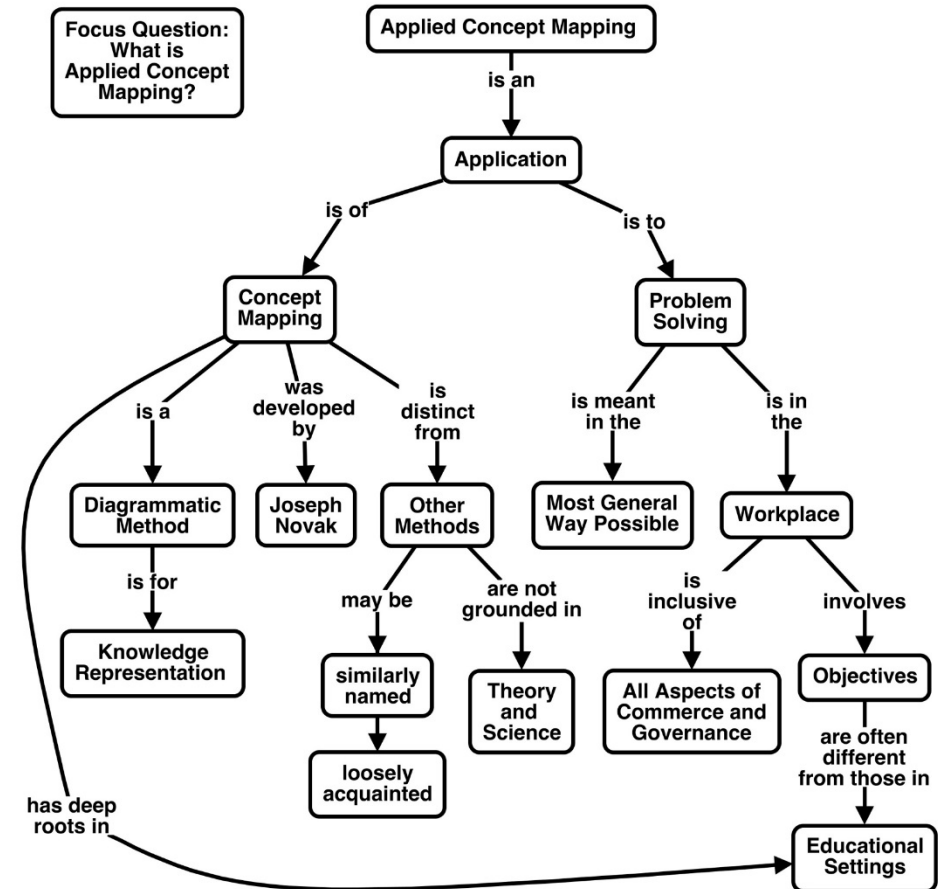 Focus Question:
What is
Applied Concept
Mapping?
Applied Concept Mapping
is an
Application
is of
is to
Concept
Mapping
Problem
Solving
is a
was
developed
by
is
distinct
from
is meant
in the
is in
the
Diagrammatic
Method
Joseph
Novak
Other
Methods
Most General
Way Possible
Workplace
is for
may be
are not
grounded in
is
inclusive
of
involves
Knowledge
Representation
similarly
named
Theory
and
Science
All Aspects of
Commerce and
Governance
Objectives
loosely
acquainted
are often
different
from those in
has deep
roots in
Educational
Settings